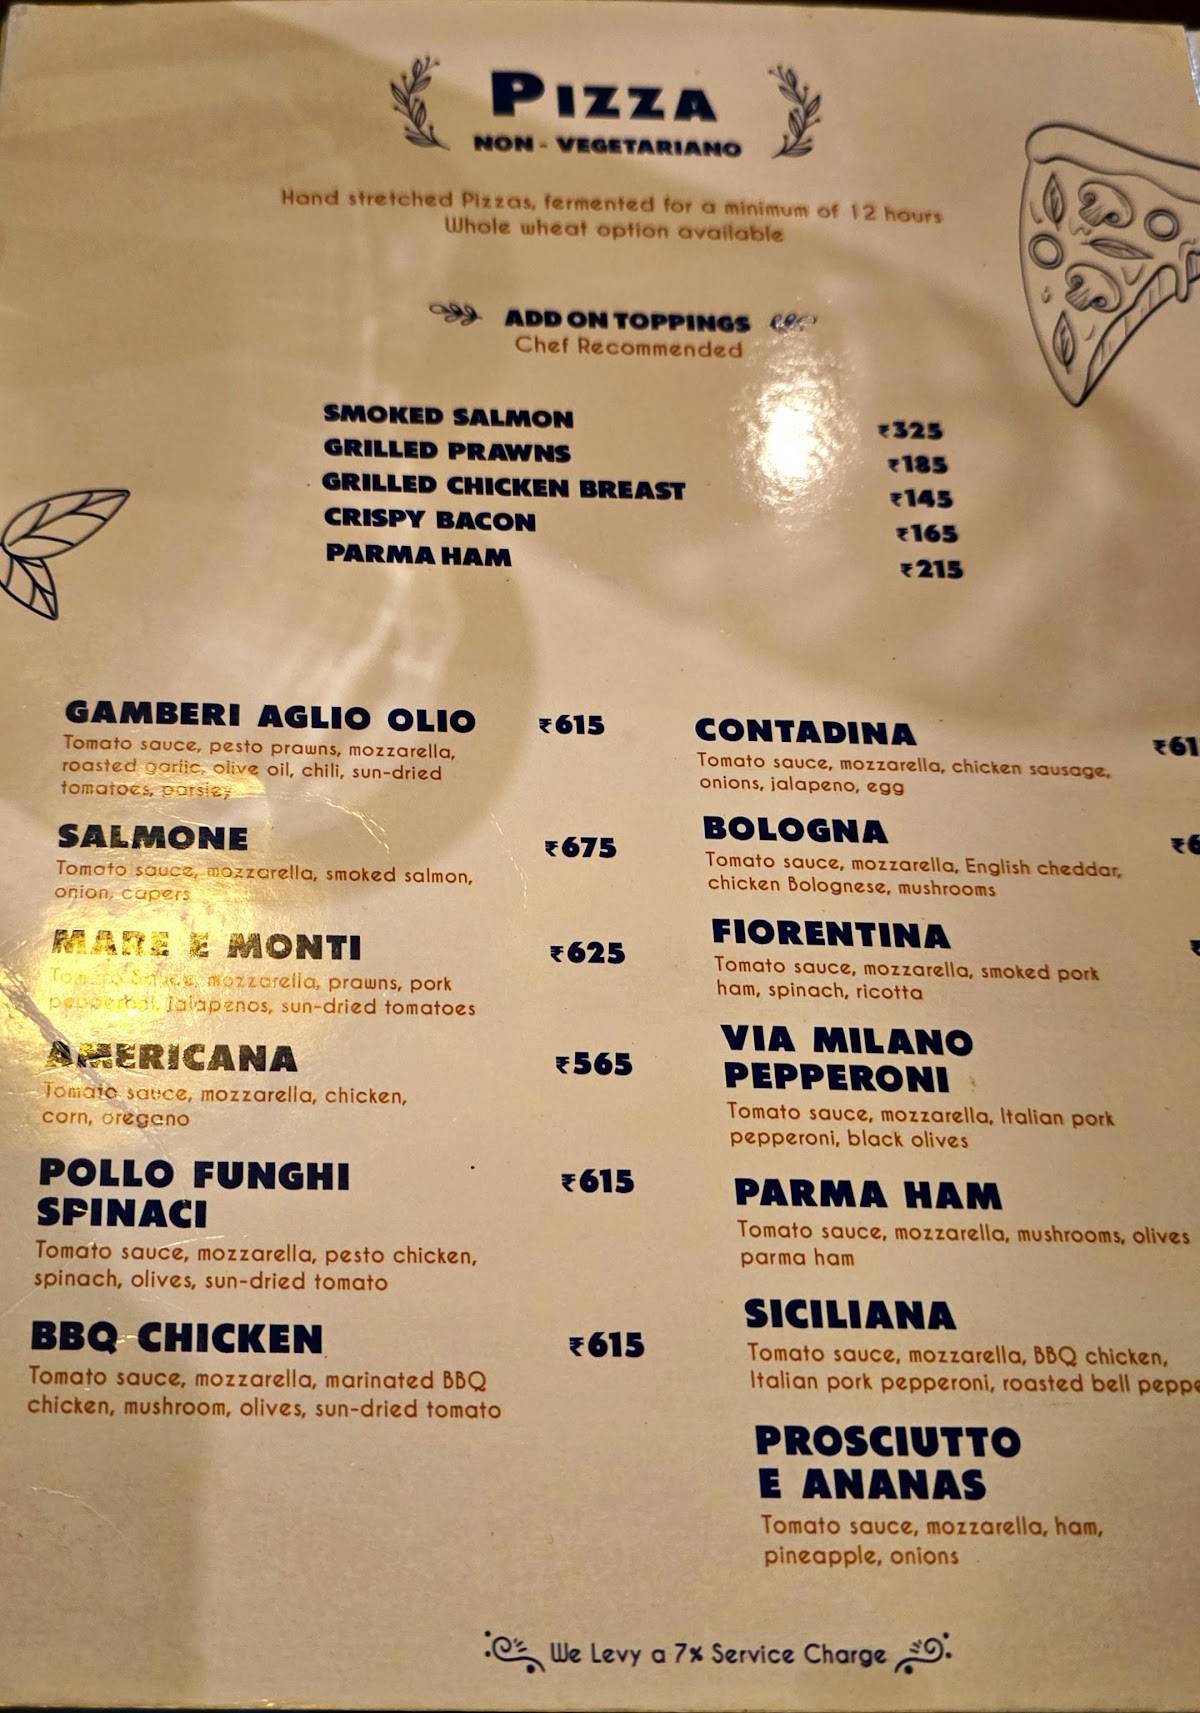 PIZZA
NON - VEGETARIANO
Hand stretched Pizzas, fermented for a minimum of 12 hours
Whole wheat option available
ADD ON TOPPINGS
Chef Recommended
SMOKED SALMON ₹325
GRILLED PRAWNS ₹185
GRILLED CHICKEN BREAST ₹145
CRISPY BACON ₹165
PARMA HAM ₹215
GAMBERI AGLIO OLIO ₹615
Tomato sauce, pesto prawns, mozzarella,
roasted garlic, olive oil, chili, sun-dried
tomatoes, parsley
SALMONE ₹675
Tomato sauce, mozzarella, smoked salmon,
onion, capers
MARE E MONTI ₹625
Tomato Sauce, mozzarella, prawns, pork
pepperoni, jalapenos, sun-dried tomatoes
AMERICANA ₹565
Tomato sauce, mozzarella, chicken,
corn, oregano
POLLO FUNGHI ₹615
SPINACI
Tomato sauce, mozzarella, pesto chicken,
spinach, olives, sun-dried tomato
BBQ CHICKEN ₹615
Tomato sauce, mozzarella, marinated BBQ
chicken, mushroom, olives, sun-dried tomato
CONTADINA
Tomato sauce, mozzarella, chicken sausage,
onions, jalapeno, egg
BOLOGNA
Tomato sauce, mozzarella, English cheddar,
chicken Bolognese, mushrooms
FIORENTINA
Tomato sauce, mozzarella, smoked pork
ham, spinach, ricotta
VIA MILANO
PEPPERONI
Tomato sauce, mozzarella, Italian pork
pepperoni, black olives
PARMA HAM
Tomato sauce, mozzarella, mushrooms, olives
parma ham
SICILIANA
Tomato sauce, mozzarella, BBQ chicken,
Italian pork pepperoni, roasted bell
PROSCIUTTO
E ANANAS
Tomato sauce, mozzarella, ham,
pineapple, onions
We Levy a 7% Service Charge